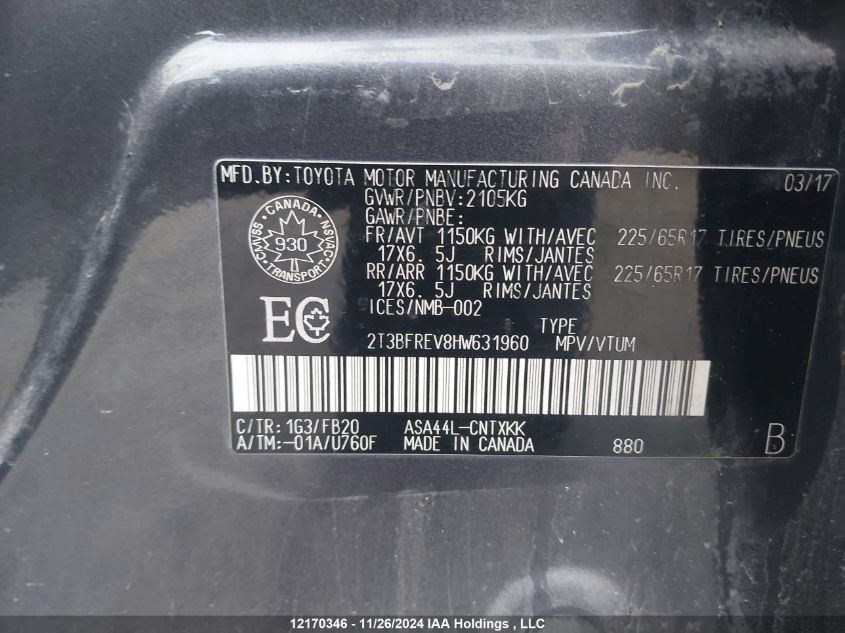 MFD.BY:TOYOTA MOTOR MANUFACTURING CANADA INC. 03/17
GVWR/PNBV:2105KG
GAWR/PNBE:
FR/AVT 1150KG WITH/AVEC 225/65R17 TIRES/PNEUS
17X6.5J RIMS/JANTES
RR/ARR 1150KG WITH/AVEC 225/65R17 TIRES/PNEUS
17X6.5J RIMS/JANTES
ICES/NMB-002
CANADA
CMVSS · NSVAC
930
TRANSPORT
EC
TYPE
2T3BFREV8HW631960 MPV/VTUM
C/TR:1G3/FB20 ASA44L-CNTXKK
A/TM:-01A/U760F MADE IN CANADA 880 B
12170346 - 11/26/2024 IAA Holdings , LLC